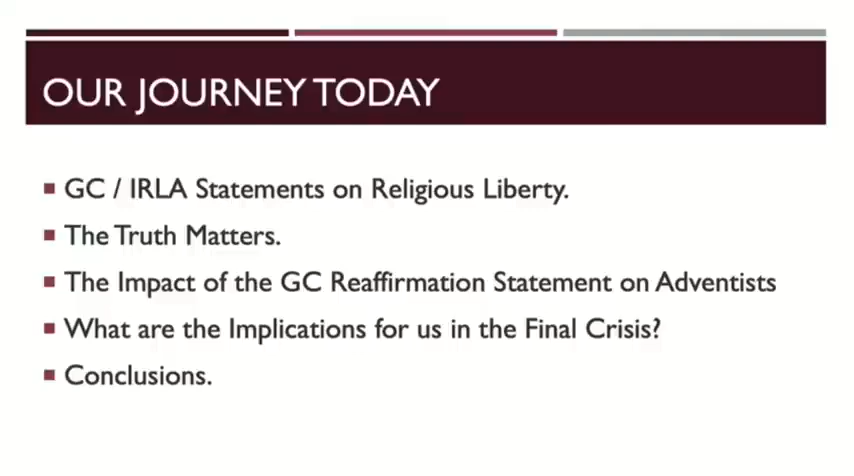 OUR JOURNEY TODAY
GC / IRLA Statements on Religious Liberty.
The Truth Matters.
The Impact of the GC Reaffirmation Statement on Adventists
What are the Implications for us in the Final Crisis?
Conclusions.